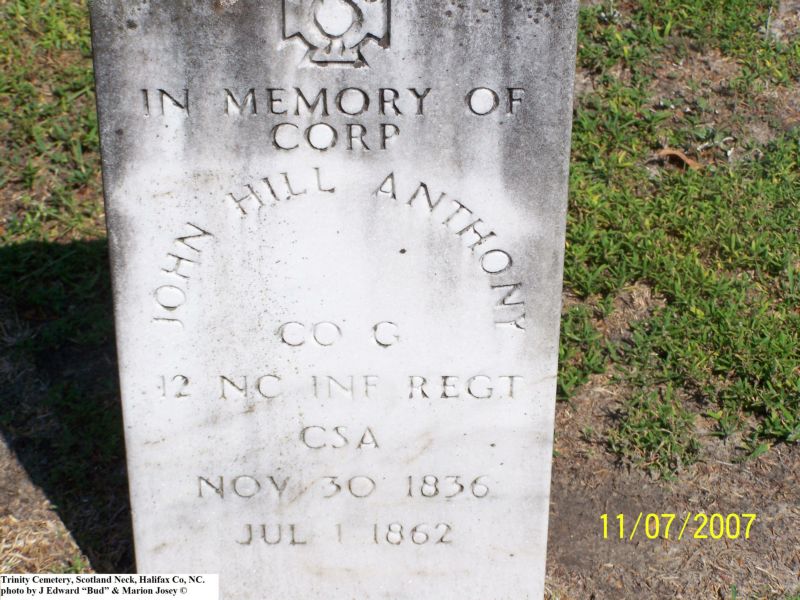 IN MEMORY OF
CORP
JOHN HILL ANTHONY
CO G
12 NC INF REGT
CSA
NOV 30 1836
JUL 1 1862
11/07/2007
Trinity Cemetery, Scotland Neck, Halifax Co, NC.
photo by J Edward “Bud” & Marion Josey ©